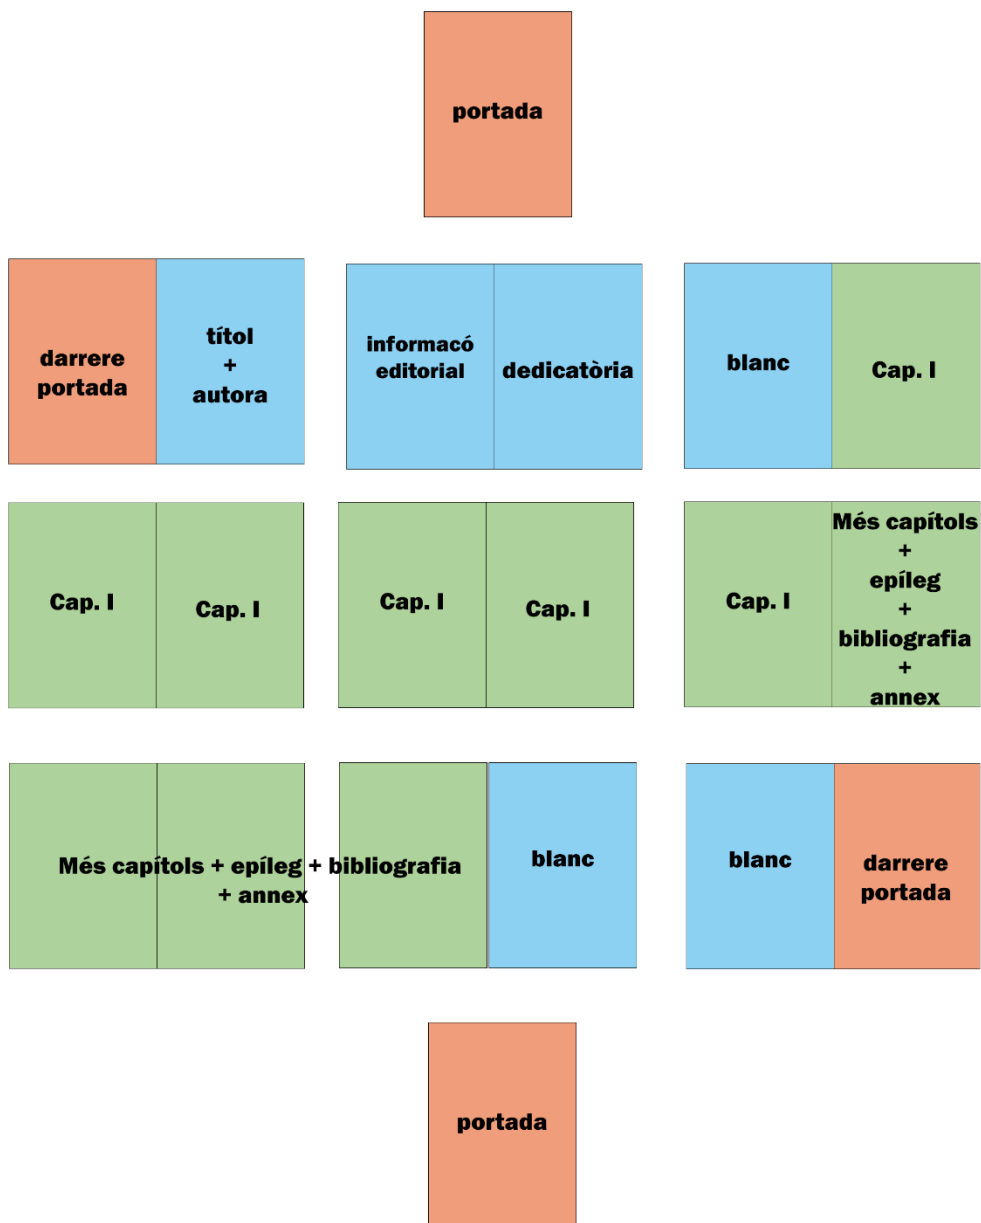 portada
darrere
portada
títol
+
autora
informacó
editorial
dedicatòria
blanc
Cap. I
Cap. I
Cap. I
Cap. I
Cap. I
Cap. I
Més capítols
+
epíleg
+
bibliografia
+
annex
Més capítols + epíleg + bibliografia
+ annex
blanc
blanc
darrere
portada
portada